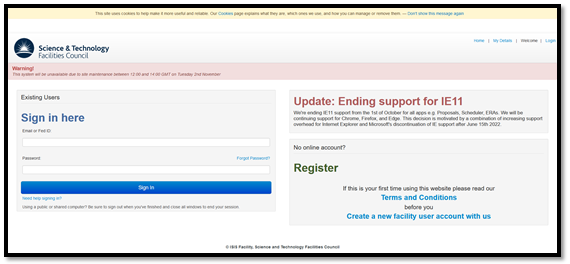 This site uses cookies to help make it more useful and reliable. Our Cookies page explains what they are, which ones we use, and how you can manage or remove them. — Don't show this message again
Home | My Details | Welcome | Login
Science & Technology
Facilities Council
Warning!
This system will be unavailable due to site maintenance between 13:00 and 14:00 GMT on Tuesday 2nd November
Existing Users
Sign in here
Email or Fed ID:
Password:
Forgot Password?
Sign In
Need help signing in?
Using a public or shared computer? Be sure to sign out when you've finished and close all windows to end your session.
Update: Ending support for IE11
We're ending IE11 support from the 1st of October for all apps e.g. Proposals, Scheduler, ERAs. We will be
continuing support for Chrome, Firefox, and Edge. This decision is motivated by a combination of increasing support
overhead for Internet Explorer and Microsoft's discontinuation of IE support after June 15th 2022.
No online account?
Register
If this is your first time using this website please read our
Terms and Conditions
before you
Create a new facility user account with us
© ISIS Facility, Science and Technology Facilities Council